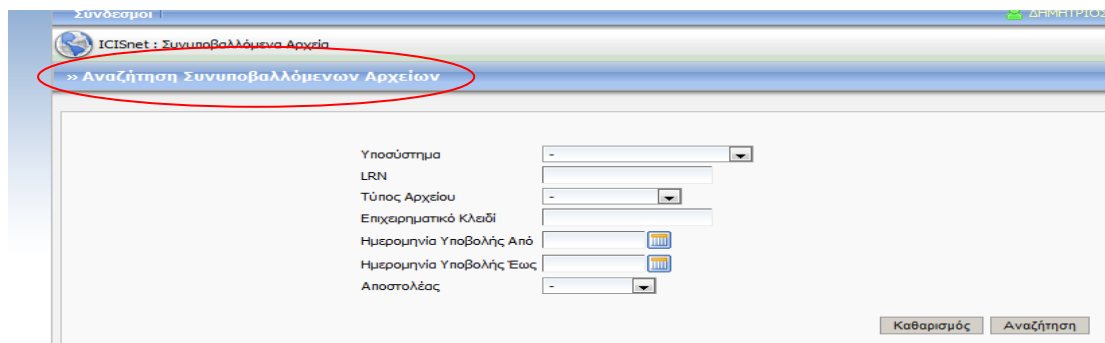 Σύνδεσμοι
ΔΗΜΗΤΡΙΟΣ
ICISnet : Συνυποβαλλόμενα Αρχεία
» Αναζήτηση Συνυποβαλλόμενων Αρχείων
Υποσύστημα -
LRN
Τύπος Αρχείου -
Επιχειρηματικό Κλειδί
Ημερομηνία Υποβολής Από
Ημερομηνία Υποβολής Έως
Αποστολέας -
Καθαρισμός Αναζήτηση